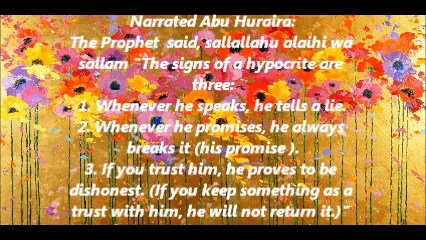 Narrated Abu Huraira:
The Prophet said, sallallahu alaihi wa
sallam "The signs of a hypocrite are
three:
1. Whenever he speaks, he tells a lie.
2. Whenever he promises, he always
breaks it (his promise ).
3. If you trust him, he proves to be
dishonest. (If you keep something as a
trust with him, he will not return it.)"